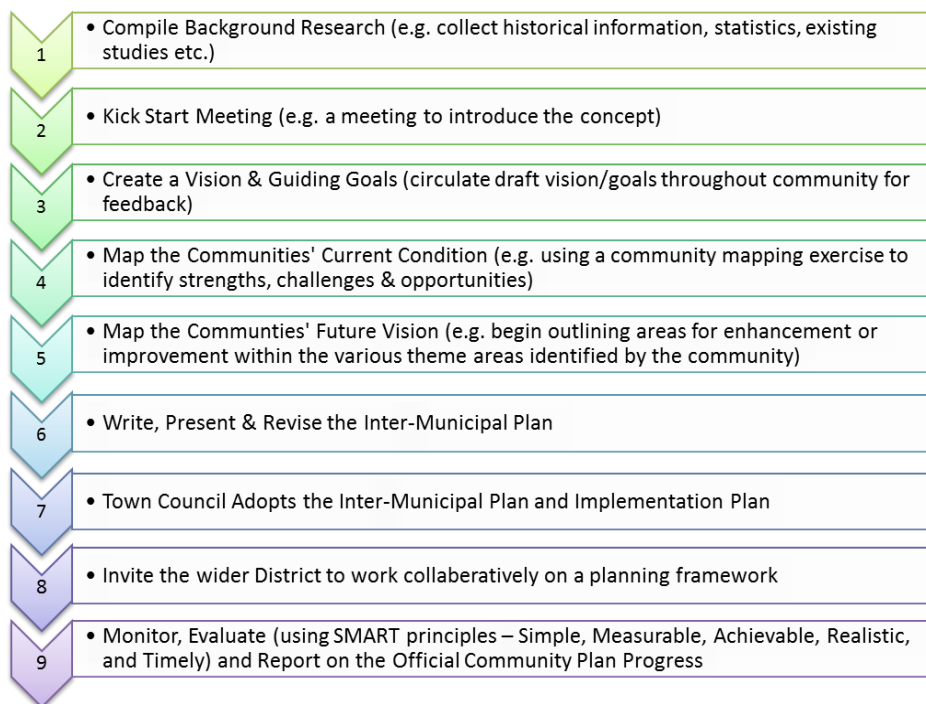 1
• Compile Background Research (e.g. collect historical information, statistics, existing
studies etc.)
2
• Kick Start Meeting (e.g. a meeting to introduce the concept)
3
• Create a Vision & Guiding Goals (circulate draft vision/goals throughout community for
feedback)
4
• Map the Communities' Current Condition (e.g. using a community mapping exercise to
identify strengths, challenges & opportunities)
5
• Map the Communties' Future Vision (e.g. begin outlining areas for enhancement or
improvement within the various theme areas identified by the community)
6
• Write, Present & Revise the Inter-Municipal Plan
7
• Town Council Adopts the Inter-Municipal Plan and Implementation Plan
8
• Invite the wider District to work collaberatively on a planning framework
9
• Monitor, Evaluate (using SMART principles – Simple, Measurable, Achievable, Realistic,
and Timely) and Report on the Official Community Plan Progress